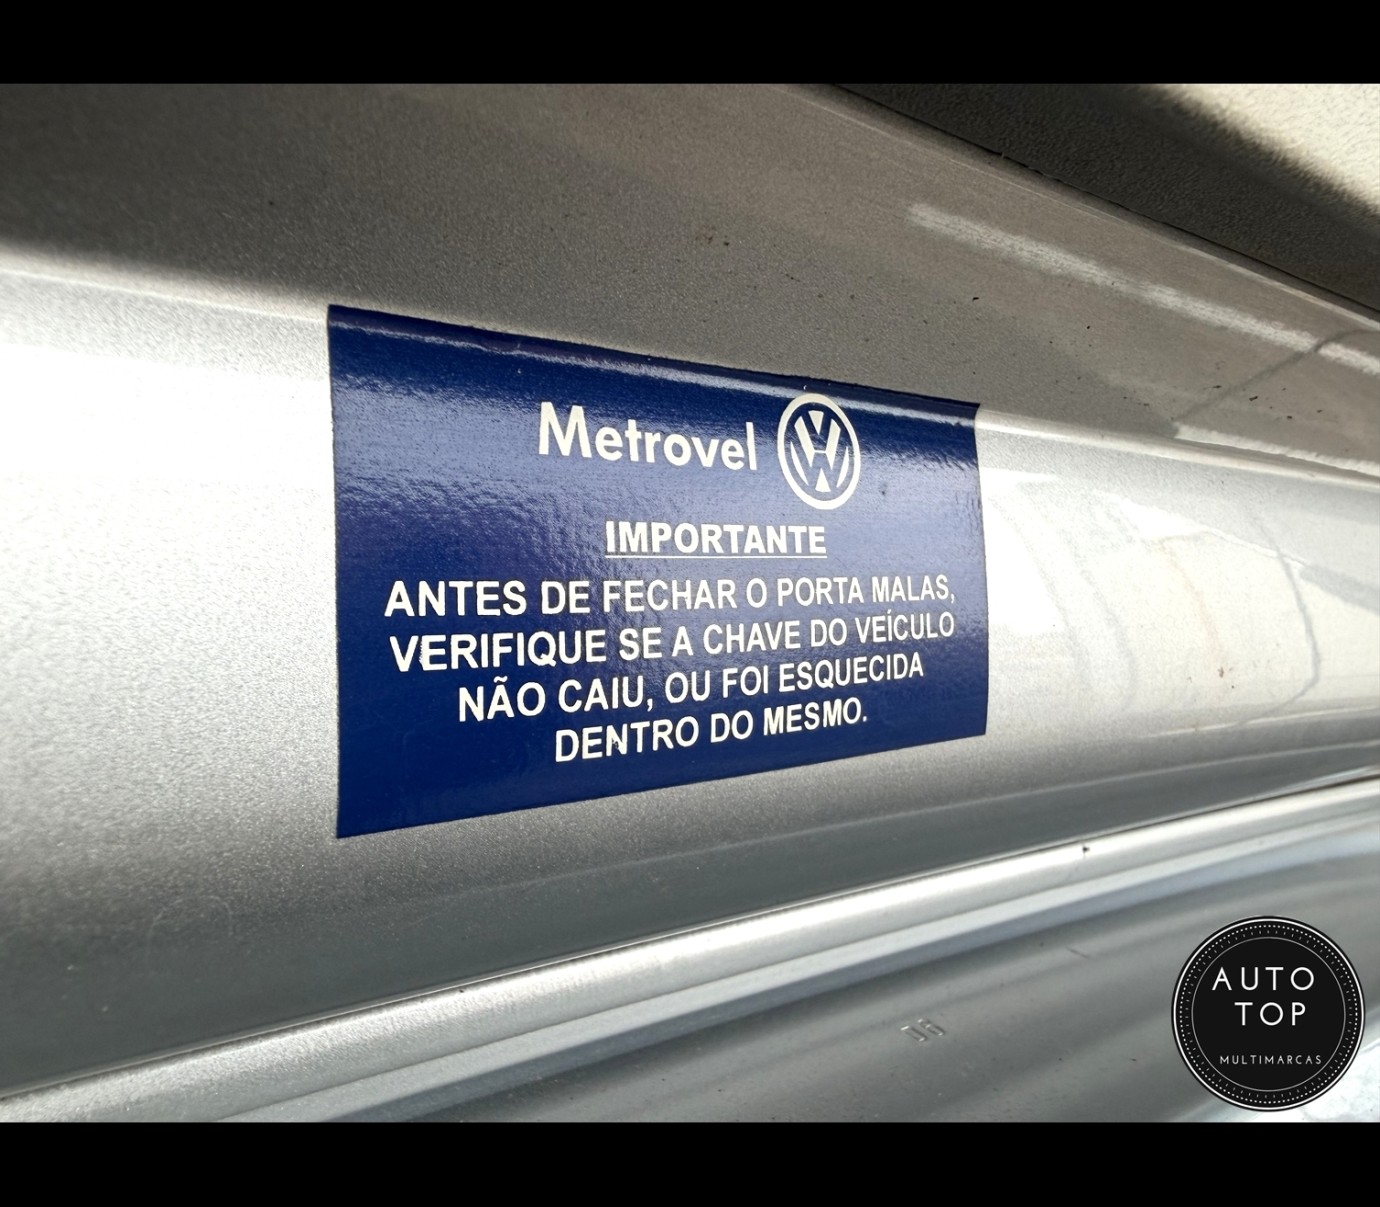 Metrovel
IMPORTANTE
ANTES DE FECHAR O PORTA MALAS,
VERIFIQUE SE A CHAVE DO VEÍCULO
NÃO CAIU, OU FOI ESQUECIDA
DENTRO DO MESMO.
AUTO
TOP
MULTIMARCAS